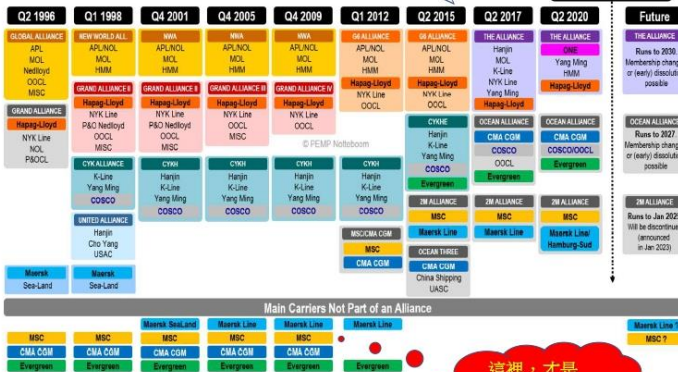 Q2 1996
GLOBAL ALLIANCE
APL
MOL
Nedlloyd
OOCL
MISC
GRAND ALLIANCE
Hapag-Lloyd
NYK Line
NOL
P&OCL
Maersk
Sea-Land
Q1 1998
NEW WORLD ALL.
APL/NOL
MOL
HMM
GRAND ALLIANCE II
Hapag-Lloyd
NYK Line
P&O Nedlloyd
OOCL
MISC
CYK ALLIANCE
K-Line
Yang Ming
COSCO
UNITED ALLIANCE
Hanjin
Cho Yang
USAC
Maersk
Sea-Land
Q4 2001
NWA
APL/NOL
MOL
HMM
GRAND ALLIANCE II
Hapag-Lloyd
NYK Line
P&O Nedlloyd
OOCL
MISC
CYKH
Hanjin
K-Line
Yang Ming
COSCO
Q4 2005
NWA
APL/NOL
MOL
HMM
GRAND ALLIANCE III
Hapag-Lloyd
NYK Line
OOCL
MISC
CYKH
Hanjin
K-Line
Yang Ming
COSCO
Q4 2009
NWA
APL/NOL
MOL
HMM
GRAND ALLIANCE IV
Hapag-Lloyd
NYK Line
OOCL
CYKH
Hanjin
K-Line
Yang Ming
COSCO
© PEMP Notteboom
Q1 2012
G6 ALLIANCE
APL/NOL
MOL
HMM
Hapag-Lloyd
NYK Line
OOCL
CYKH
Hanjin
K-Line
Yang Ming
COSCO
MSC/CMA CGM
MSC
CMA CGM
Q2 2015
G6 ALLIANCE
APL/NOL
MOL
HMM
Hapag-Lloyd
NYK Line
OOCL
CYKHE
Hanjin
K-Line
Yang Ming
COSCO
Evergreen
2M ALLIANCE
MSC
Maersk Line
OCEAN THREE
CMA CGM
China Shipping
UASC
Q2 2017
THE ALLIANCE
Hanjin
MOL
K-Line
NYK Line
Yang Ming
Hapag-Lloyd
OCEAN ALLIANCE
CMA CGM
COSCO
OOCL
Evergreen
2M ALLIANCE
MSC
Maersk Line
Q2 2020
THE ALLIANCE
ONE
Yang Ming
HMM
Hapag-Lloyd
OCEAN ALLIANCE
CMA CGM
COSCO/OOCL
Evergreen
2M ALLIANCE
MSC
Maersk Line/
Hamburg-Sud
Future
THE ALLIANCE
Runs to 2030.
Membership chang
or (early) dissoluti
possible
OCEAN ALLIANCE
Runs to 2027.
Membership chang
or (early) dissoluti
possible
2M ALLIANCE
Runs to Jan 2025
Will be discontinue
(announced
in Jan 2023)
Main Carriers Not Part of an Alliance
Maersk SeaLand
Maersk Line
Maersk Line
Maersk Line
Maersk Line ?
MSC
MSC
MSC
MSC
MSC
MSC ?
CMA CGM
CMA CGM
CMA CGM
CMA CGM
CMA CGM
Evergreen
Evergreen
Evergreen
Evergreen
Evergreen
Evergreen
這裡，才是